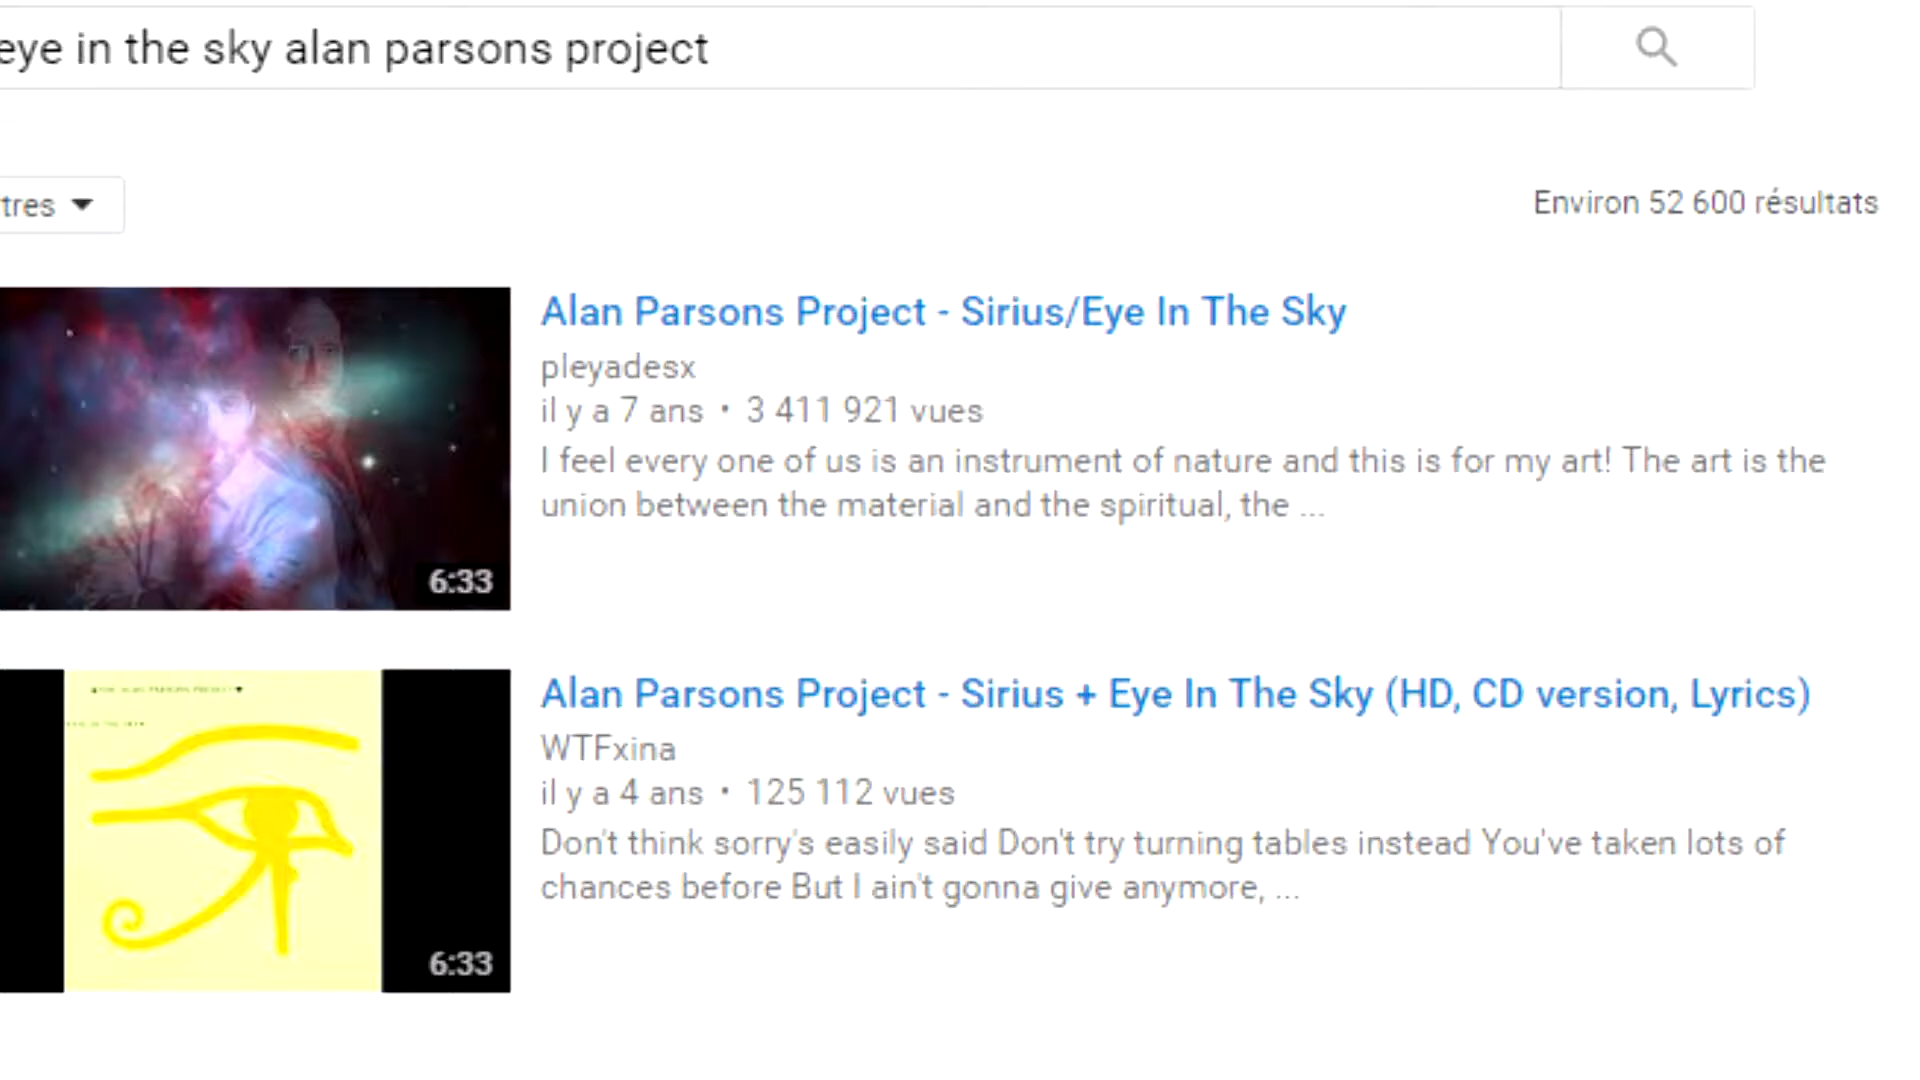 eye in the sky alan parsons project
tres
Environ 52 600 résultats
Alan Parsons Project - Sirius/Eye In The Sky
pleyadesx
il y a 7 ans • 3 411 921 vues
I feel every one of us is an instrument of nature and this is for my art! The art is the
union between the material and the spiritual, the ...
6:33
Alan Parsons Project - Sirius + Eye In The Sky (HD, CD version, Lyrics)
WTFxina
il y a 4 ans • 125 112 vues
Don't think sorry's easily said Don't try turning tables instead You've taken lots of
chances before But I ain't gonna give anymore, ...
6:33